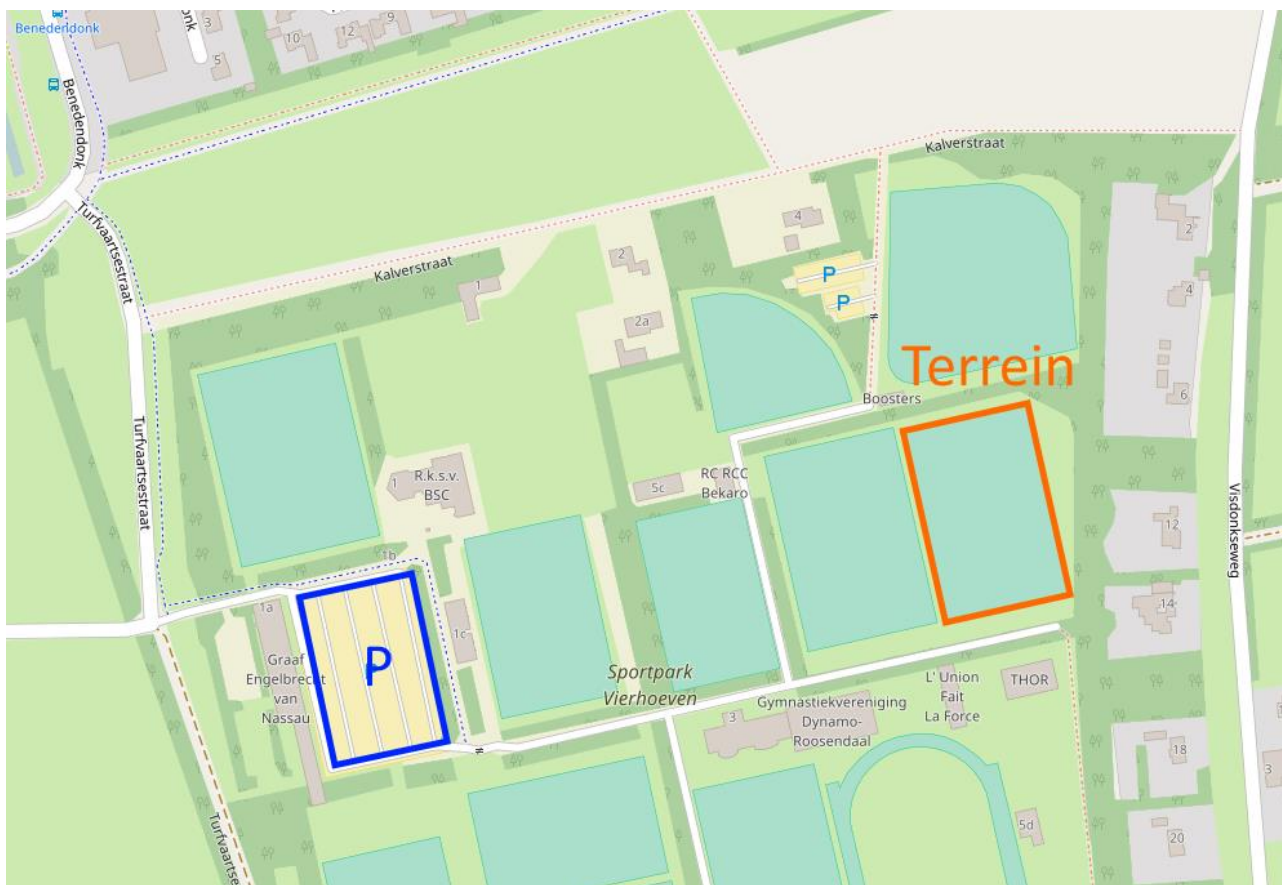 Benedendonk
Donk
3
5
10
12
9
Benedendonk
Turfvaartsestraat
Kalverstraat
Kalverstraat
1
2
2a
4
P
P
2
4
6
Terrein
Boosters
Turfvaartsestraat
1
R.k.s.v.
BSC
5c
RC RCC
Bekaro
Visdonkseweg
12
14
1b
1a
1c
Graaf
Engelbrecht
van
Nassau
P
Sportpark
Vierhoeven
3
Gymnastiekvereniging
Dynamo-
Roosendaal
L' Union
Fait
La Force
THOR
18
3
5d
20
Turfvaartse